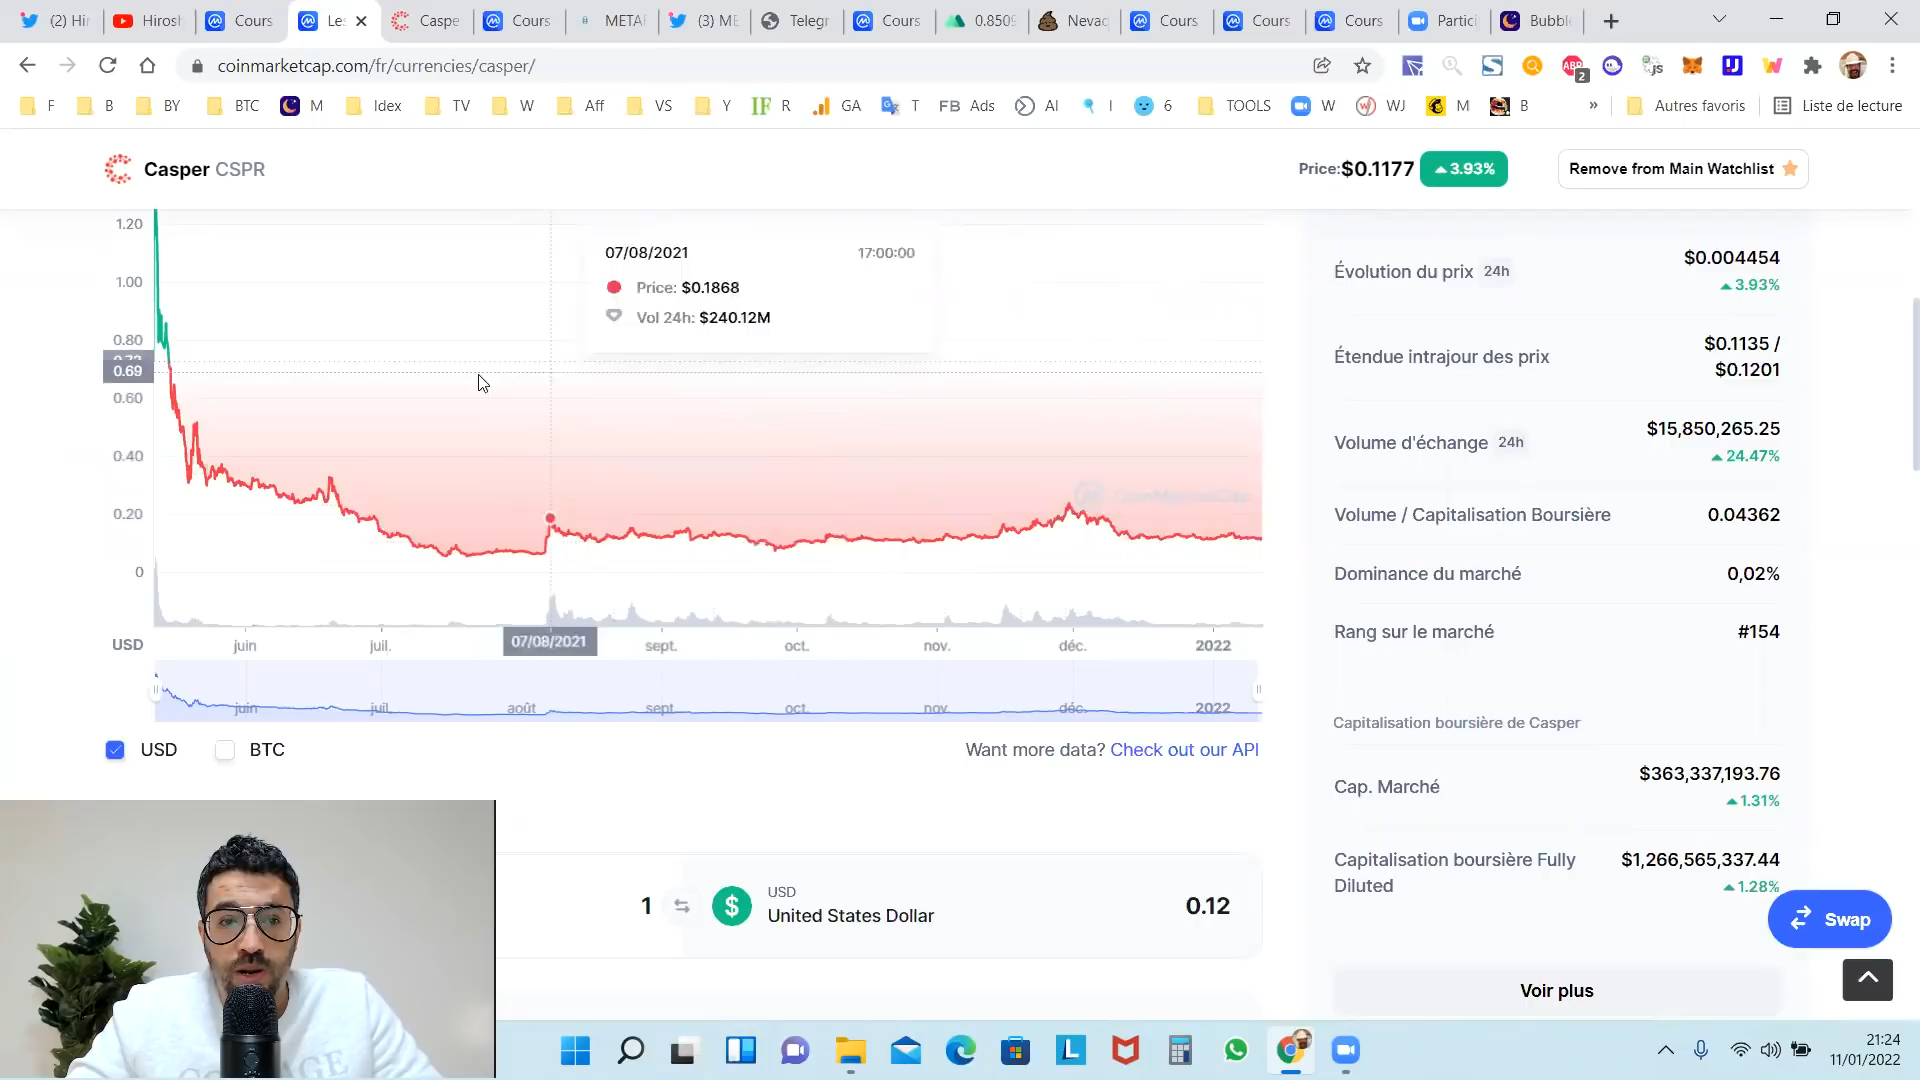 (2) Hir
Hirosh
Cours
Les
Caspe
Cours
METAF
(3) ME
Telegr
Cours
0.8509
Nevac
Cours
Cours
Cours
Partici
Bubbl
coinmarketcap.com/fr/currencies/casper/
ABP 2
F B BY BTC M Idex TV W Aff VS Y IF R GA T FB Ads AI I 6 TOOLS W WJ M B » Autres favoris Liste de lecture
Casper CSPR
Price:$0.1177 3.93% Remove from Main Watchlist
1.20
1.00
0.80
0.69
0.60
0.40
0.20
0
07/08/2021 17:00:00
Price: $0.1868
Vol 24h: $240.12M
USD juin juil. 07/08/2021 sept. oct. nov. déc. 2022
juin juil. août sept. oct. nov. déc. 2022
USD BTC
Want more data? Check out our API
1
USD
United States Dollar
0.12
Évolution du prix 24h $0.004454
3.93%
Étendue intrajour des prix $0.1135 /
$0.1201
Volume d'échange 24h $15,850,265.25
24.47%
Volume / Capitalisation Boursière 0.04362
Dominance du marché 0,02%
Rang sur le marché #154
Capitalisation boursière de Casper
Cap. Marché $363,337,193.76
1.31%
Capitalisation boursière Fully Diluted $1,266,565,337.44
1.28%
Swap
Voir plus
21:24
11/01/2022